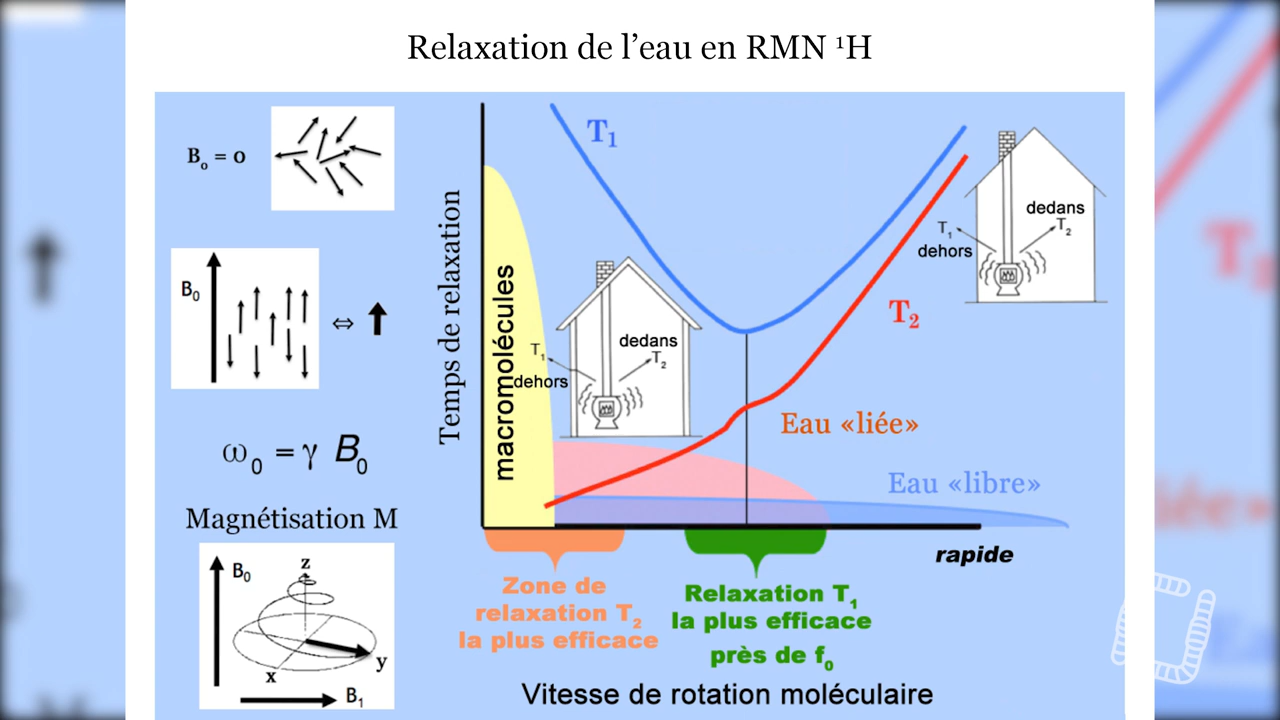 Relaxation de l’eau en RMN ¹H
B₀ = 0
B₀
⇔
ω₀ = γ B₀
Magnétisation M
B₀
z
y
x
B₁
Temps de relaxation
macromolécules
T₁
T₁
dehors
dedans
T₂
T₂
T₁
dehors
dedans
T₂
Eau «liée»
Eau «libre»
rapide
Zone de
relaxation T₂
la plus efficace
Relaxation T₁
la plus efficace
près de f₀
Vitesse de rotation moléculaire